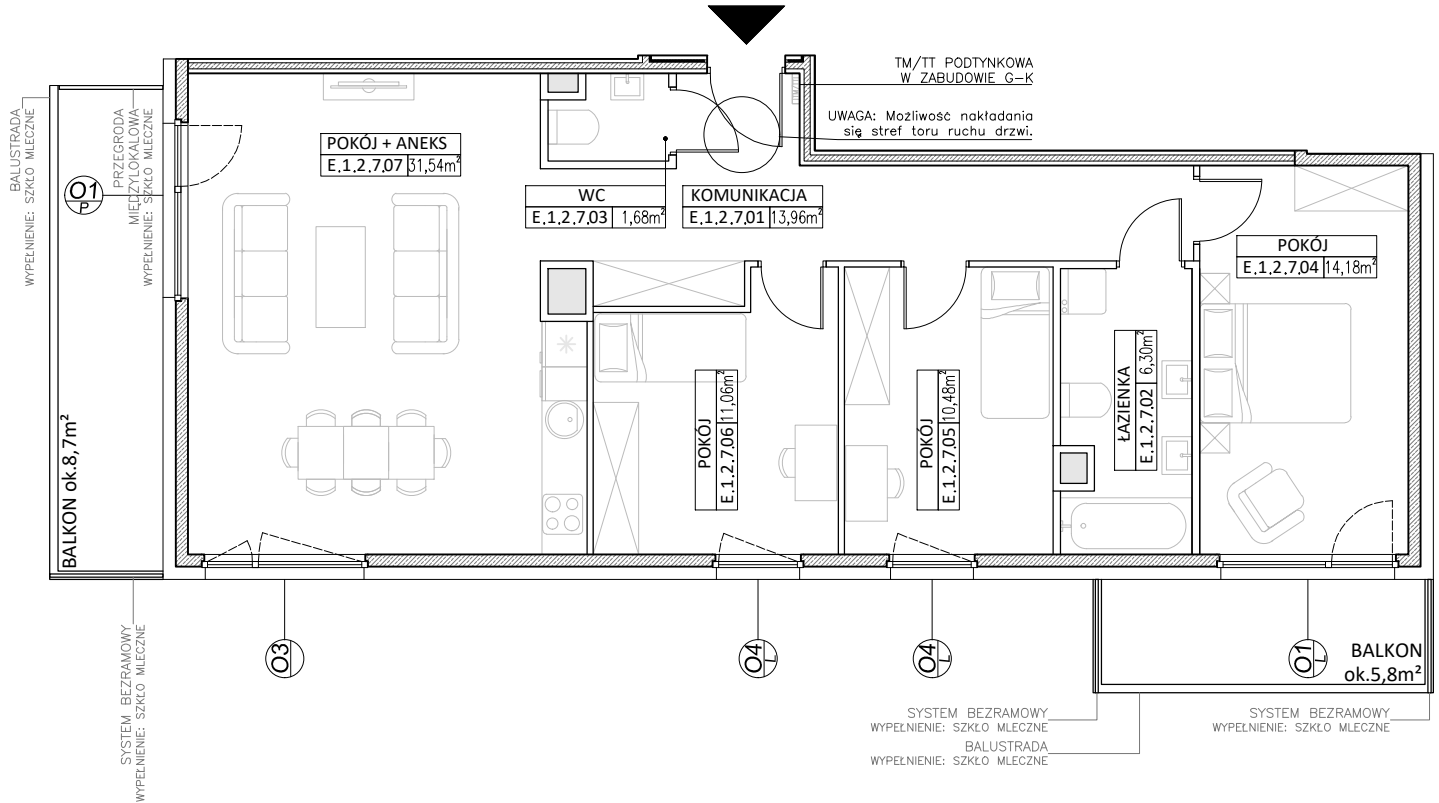 TM/TT PODTYNKOWA
W ZABUDOWIE G-K
UWAGA: Możliwość nakładania
się stref toru ruchu drzwi.
BALUSTRADA
WYPEŁNIENIE: SZKŁO MLECZNE
PRZEGRODA
MIĘDZYLOKALOWA
WYPEŁNIENIE: SZKŁO MLECZNE
O1
P
POKÓJ + ANEKS
E.1.2.7.07 31,54m²
WC
E.1.2.7.03 1,68m²
KOMUNIKACJA
E.1.2.7.01 13,96m²
POKÓJ
E.1.2.7.04 14,18m²
POKÓJ
E.1.2.7.06 11,06m²
POKÓJ
E.1.2.7.05 10,48m²
ŁAZIENKA
E.1.2.7.02 6,30m²
BALKON ok.8,7m²
SYSTEM BEZRAMOWY
WYPEŁNIENIE: SZKŁO MLECZNE
O3
O4
L
O4
L
O1
L
BALKON
ok.5,8m²
SYSTEM BEZRAMOWY
WYPEŁNIENIE: SZKŁO MLECZNE
BALUSTRADA
WYPEŁNIENIE: SZKŁO MLECZNE
SYSTEM BEZRAMOWY
WYPEŁNIENIE: SZKŁO MLECZNE